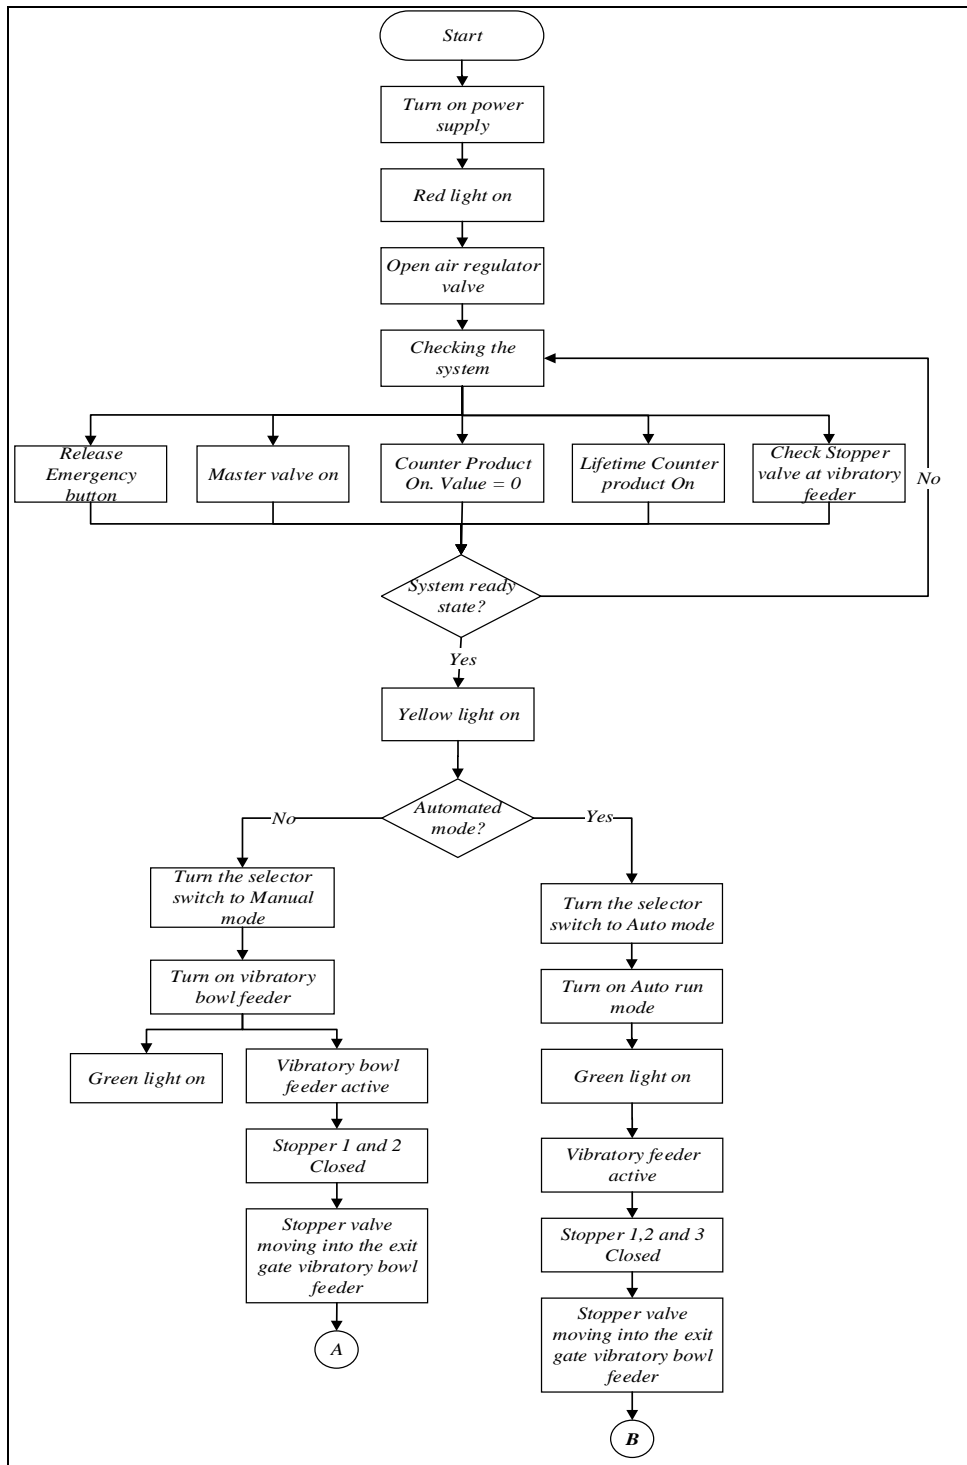 Start
Turn on power
supply
Red light on
Open air regulator
valve
Checking the
system
Release
Emergency
button
Master valve on
Counter Product
On. Value = 0
Lifetime Counter
product On
Check Stopper
valve at vibratory
feeder
No
System ready
state?
Yes
Yellow light on
Automated
mode?
No
Yes
Turn the selector
switch to Manual
mode
Turn on vibratory
bowl feeder
Green light on
Vibratory bowl
feeder active
Stopper 1 and 2
Closed
Stopper valve
moving into the exit
gate vibratory bowl
feeder
A
Turn the selector
switch to Auto mode
Turn on Auto run
mode
Green light on
Vibratory feeder
active
Stopper 1,2 and 3
Closed
Stopper valve
moving into the exit
gate vibratory bowl
feeder
B